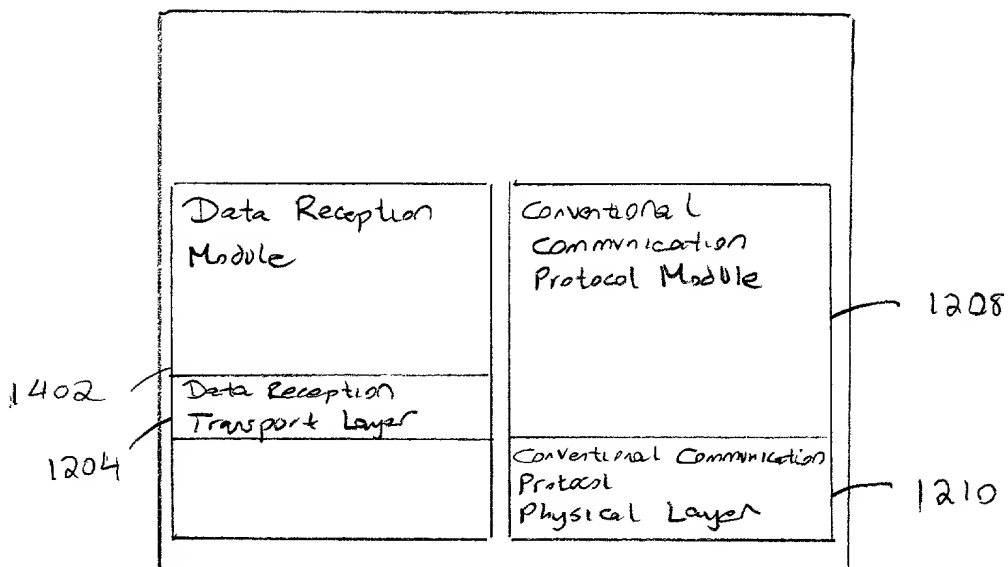 Data Reception
Module
Conventional
Communication
Protocol Module
1208
1402
Data Reception
Transport Layer
1204
Conventional Communication
Protocol
Physical Layer
1210